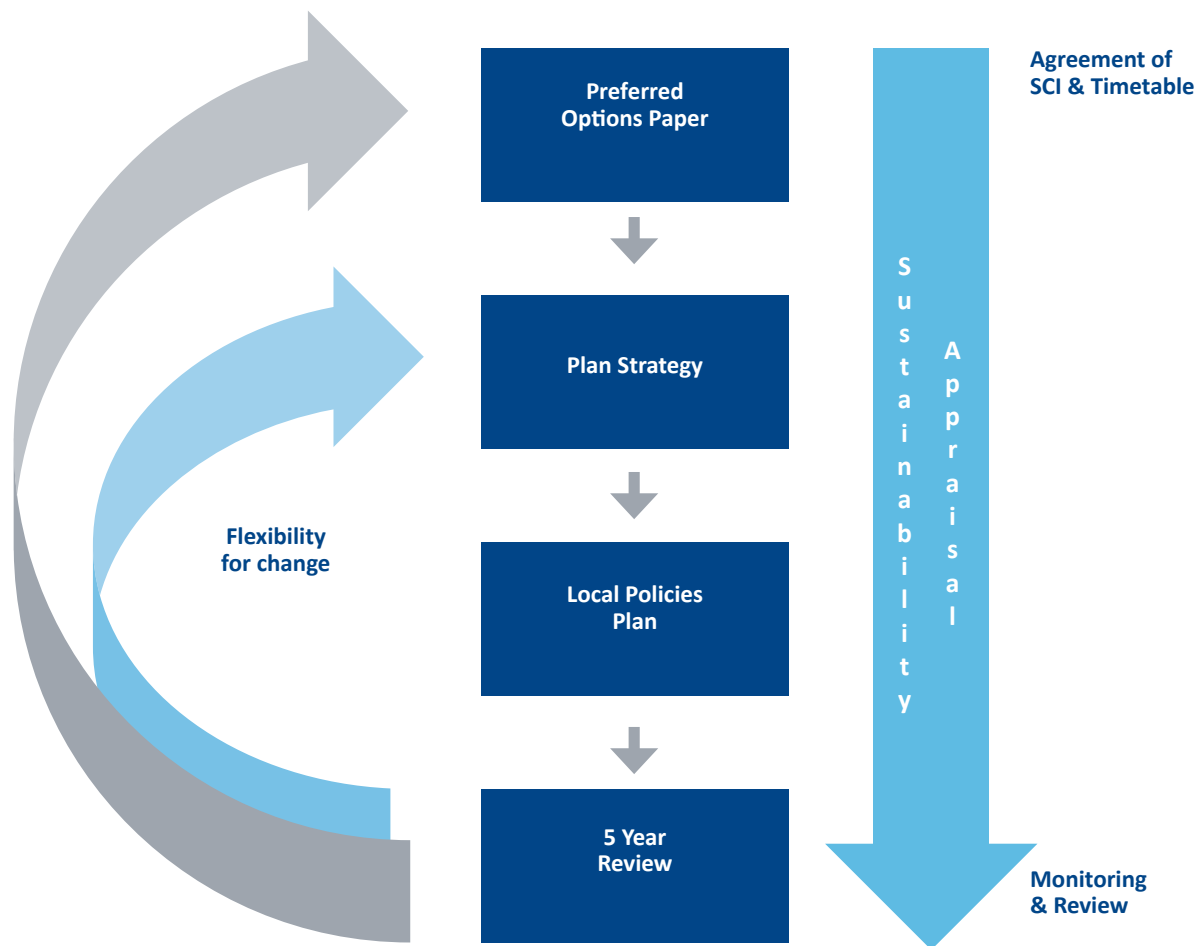 Preferred
Options Paper
Agreement of
SCI & Timetable
Plan Strategy
Sustainability
Appraisal
Flexibility
for change
Local Policies
Plan
5 Year
Review
Monitoring
& Review